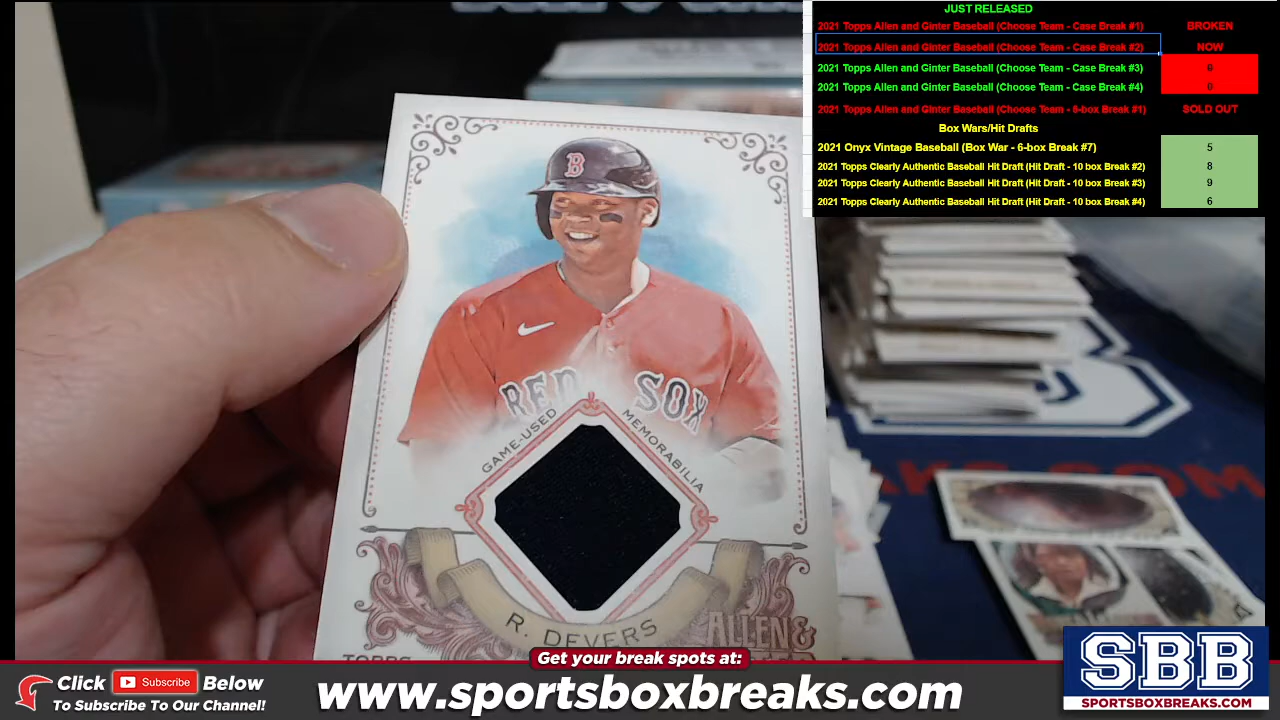 JUST RELEASED
2021 Topps Allen and Ginter Baseball (Choose Team - Case Break #1) BROKEN
2021 Topps Allen and Ginter Baseball (Choose Team - Case Break #2) NOW
2021 Topps Allen and Ginter Baseball (Choose Team - Case Break #3) 0
2021 Topps Allen and Ginter Baseball (Choose Team - Case Break #4) 0
2021 Topps Allen and Ginter Baseball (Choose Team - 8-box Break #1) SOLD OUT
Box Wars/Hit Drafts
2021 Onyx Vintage Baseball (Box War - 6-box Break #7) 5
2021 Topps Clearly Authentic Baseball Hit Draft (Hit Draft - 10 box Break #2) 8
2021 Topps Clearly Authentic Baseball Hit Draft (Hit Draft - 10 box Break #3) 9
2021 Topps Clearly Authentic Baseball Hit Draft (Hit Draft - 10 box Break #4) 6
B
RED SOX
GAME-USED MEMORABILIA
R. DEVERS
ALLEN &
TOPPS
.COM
Get your break spots at:
Click Subscribe Below
To Subscribe To Our Channel!
www.sportsboxbreaks.com
SBB
SPORTSBOXBREAKS.COM